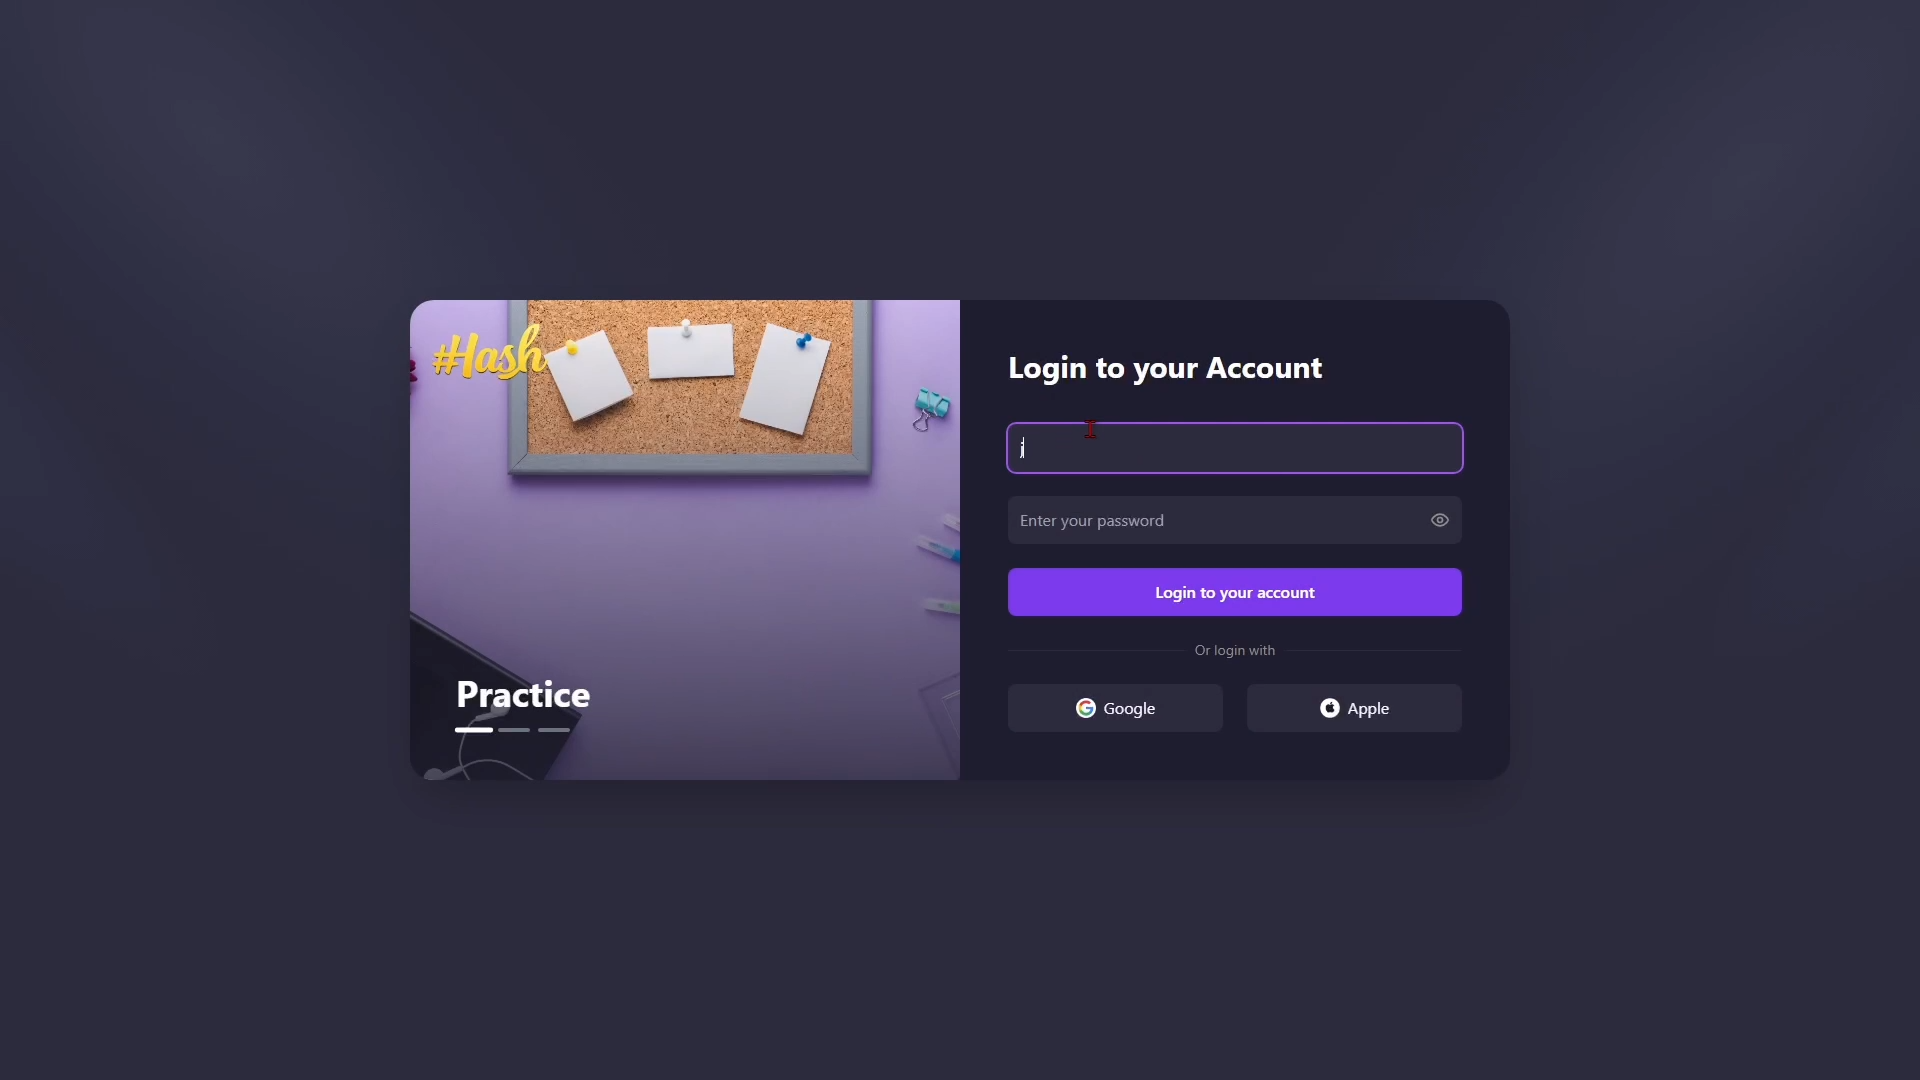 #Hash
Practice
Login to your Account
j
Enter your password
Login to your account
Or login with
Google
Apple